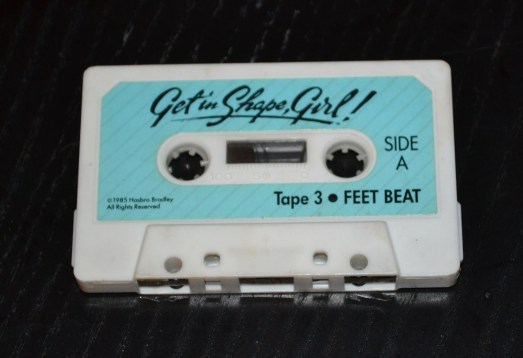 Get in Shape, Girl!
SIDE
A
©1985 Hasbro Bradley
All Rights Reserved
Tape 3 • FEET BEAT